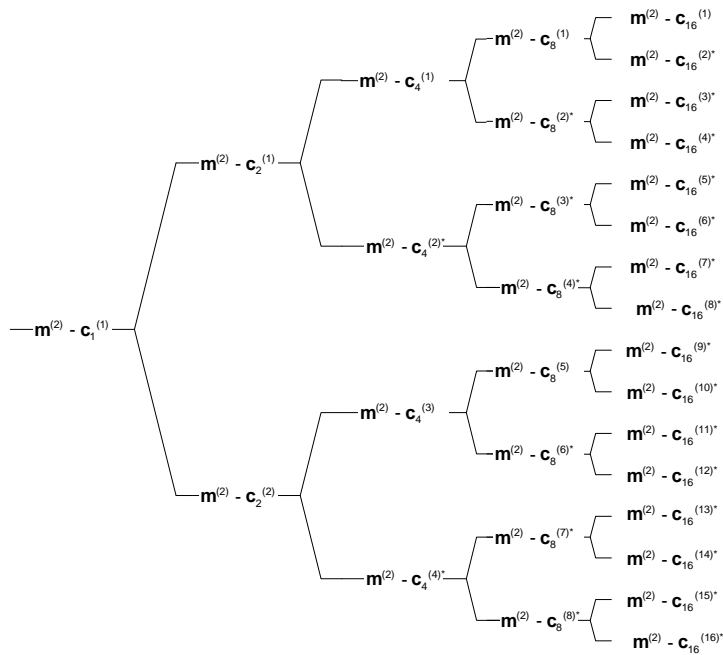 m⁽²⁾ - c₁₆⁽¹⁾
m⁽²⁾ - c₈⁽¹⁾
m⁽²⁾ - c₁₆⁽²⁾*
m⁽²⁾ - c₄⁽¹⁾
m⁽²⁾ - c₁₆⁽³⁾*
m⁽²⁾ - c₈⁽²⁾*
m⁽²⁾ - c₁₆⁽⁴⁾*
m⁽²⁾ - c₂⁽¹⁾
m⁽²⁾ - c₁₆⁽⁵⁾*
m⁽²⁾ - c₈⁽³⁾*
m⁽²⁾ - c₁₆⁽⁶⁾*
m⁽²⁾ - c₄⁽²⁾*
m⁽²⁾ - c₁₆⁽⁷⁾*
m⁽²⁾ - c₈⁽⁴⁾*
m⁽²⁾ - c₁₆⁽⁸⁾*
m⁽²⁾ - c₁⁽¹⁾
m⁽²⁾ - c₁₆⁽⁹⁾*
m⁽²⁾ - c₈⁽⁵⁾
m⁽²⁾ - c₁₆⁽¹⁰⁾*
m⁽²⁾ - c₄⁽³⁾
m⁽²⁾ - c₁₆⁽¹¹⁾*
m⁽²⁾ - c₈⁽⁶⁾*
m⁽²⁾ - c₁₆⁽¹²⁾*
m⁽²⁾ - c₂⁽²⁾
m⁽²⁾ - c₁₆⁽¹³⁾*
m⁽²⁾ - c₈⁽⁷⁾*
m⁽²⁾ - c₁₆⁽¹⁴⁾*
m⁽²⁾ - c₄⁽⁴⁾*
m⁽²⁾ - c₁₆⁽¹⁵⁾*
m⁽²⁾ - c₈⁽⁸⁾*
m⁽²⁾ - c₁₆⁽¹⁶⁾*